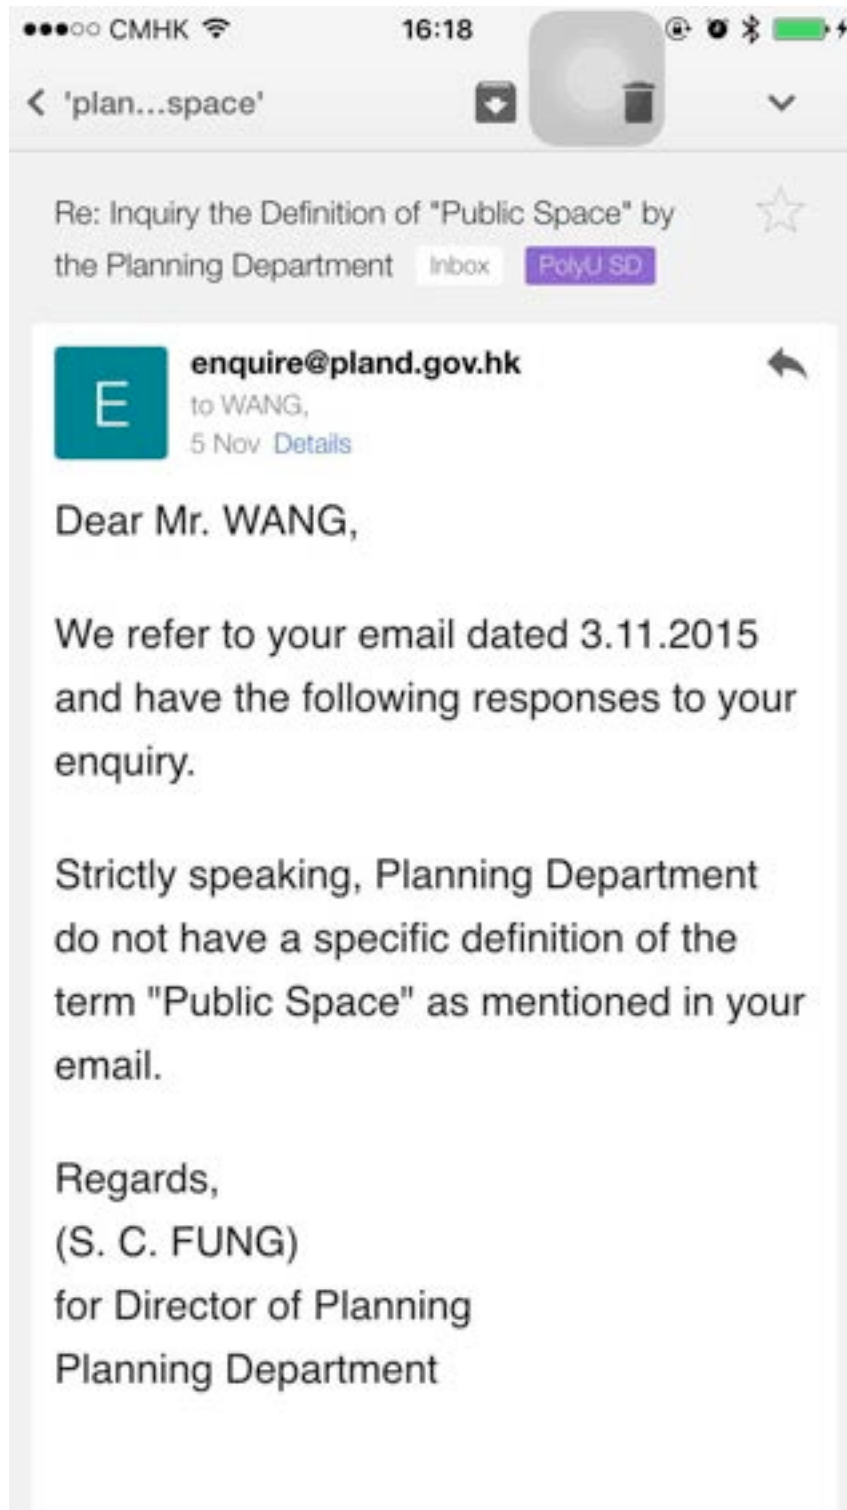 CMHK 16:18
'plan...space'
Re: Inquiry the Definition of "Public Space" by
the Planning Department Inbox PolyU SD
E
enquire@pland.gov.hk
to WANG,
5 Nov Details
Dear Mr. WANG,
We refer to your email dated 3.11.2015
and have the following responses to your
enquiry.
Strictly speaking, Planning Department
do not have a specific definition of the
term "Public Space" as mentioned in your
email.
Regards,
(S. C. FUNG)
for Director of Planning
Planning Department